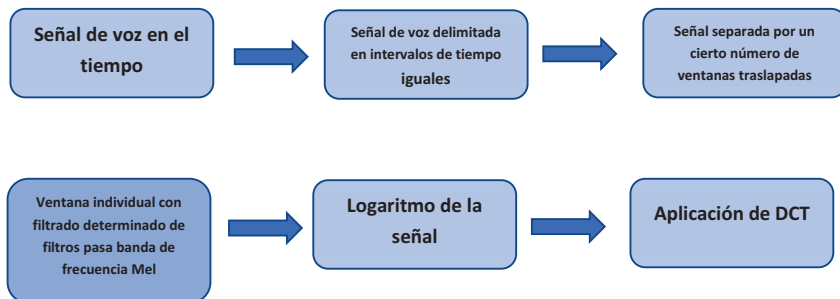 Señal de voz en el
tiempo
Señal de voz delimitada
en intervalos de tiempo
iguales
Señal separada por un
cierto número de
ventanas traslapadas
Ventana individual con
filtrado determinado de
filtros pasa banda de
frecuencia Mel
Logaritmo de la
señal
Aplicación de DCT